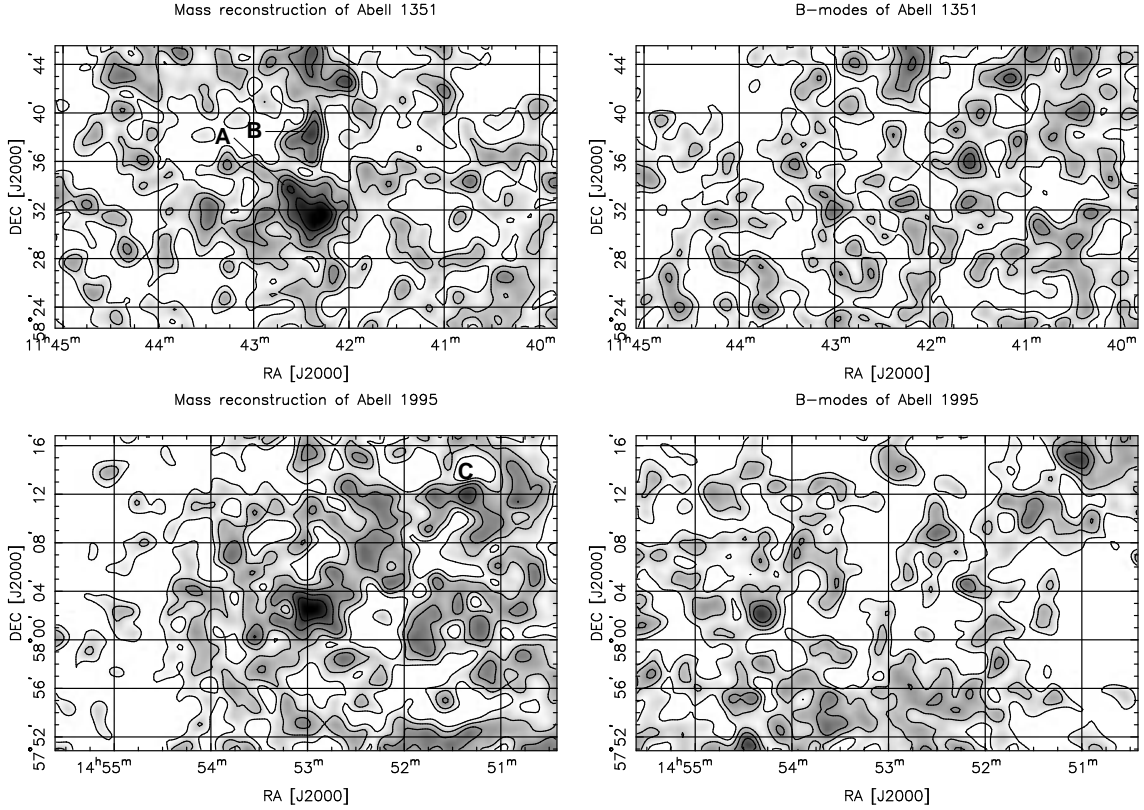 Mass reconstruction of Abell 1351
B−modes of Abell 1351
DEC [J2000]
44'
40'
36'
32'
28'
58°24'
A
B
11ʰ45ᵐ 44ᵐ 43ᵐ 42ᵐ 41ᵐ 40ᵐ
RA [J2000]
DEC [J2000]
44'
40'
36'
32'
28'
58°24'
11ʰ45ᵐ 44ᵐ 43ᵐ 42ᵐ 41ᵐ 40ᵐ
RA [J2000]
Mass reconstruction of Abell 1995
B−modes of Abell 1995
DEC [J2000]
16'
12'
08'
04'
58°00'
56'
57°52'
C
14ʰ55ᵐ 54ᵐ 53ᵐ 52ᵐ 51ᵐ
RA [J2000]
DEC [J2000]
16'
12'
08'
04'
58°00'
56'
57°52'
14ʰ55ᵐ 54ᵐ 53ᵐ 52ᵐ 51ᵐ
RA [J2000]